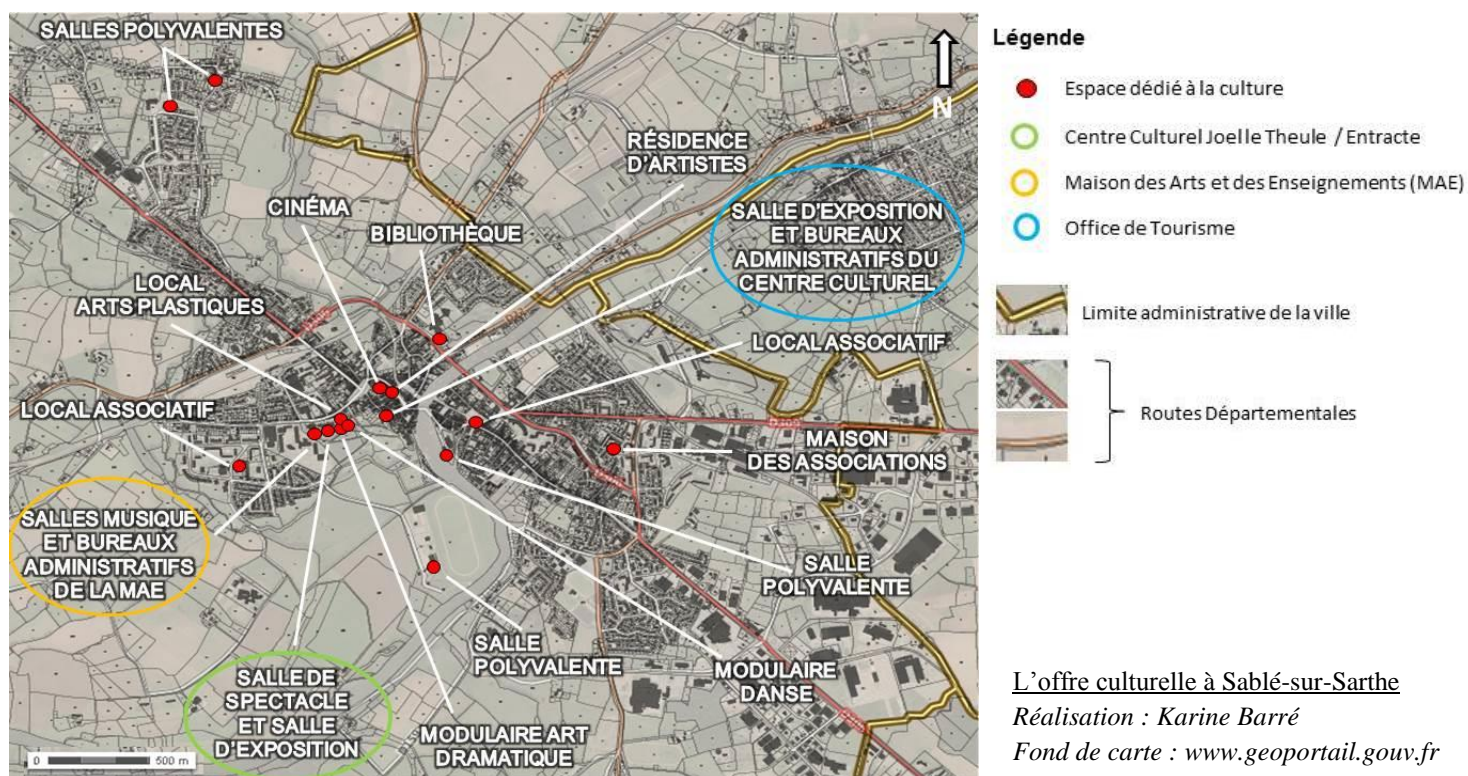 SALLES POLYVALENTES
N
RÉSIDENCE
D'ARTISTES
CINÉMA
BIBLIOTHÈQUE
SALLE D'EXPOSITION
ET BUREAUX
ADMINISTRATIFS DU
CENTRE CULTUREL
LOCAL
ARTS PLASTIQUES
LOCAL ASSOCIATIF
LOCAL ASSOCIATIF
MAISON
DES ASSOCIATIONS
SALLES MUSIQUE
ET BUREAUX
ADMINISTRATIFS
DE LA MAE
SALLE
POLYVALENTE
SALLE
POLYVALENTE
MODULAIRE
DANSE
SALLE DE
SPECTACLE
ET SALLE
D'EXPOSITION
MODULAIRE ART
DRAMATIQUE
0 500 m
Légende
Espace dédié à la culture
Centre Culturel Joelle Theule / Entracte
Maison des Arts et des Enseignements (MAE)
Office de Tourisme
Limite administrative de la ville
Routes Départementales
L'offre culturelle à Sablé-sur-Sarthe
Réalisation : Karine Barré
Fond de carte : www.geoportail.gouv.fr